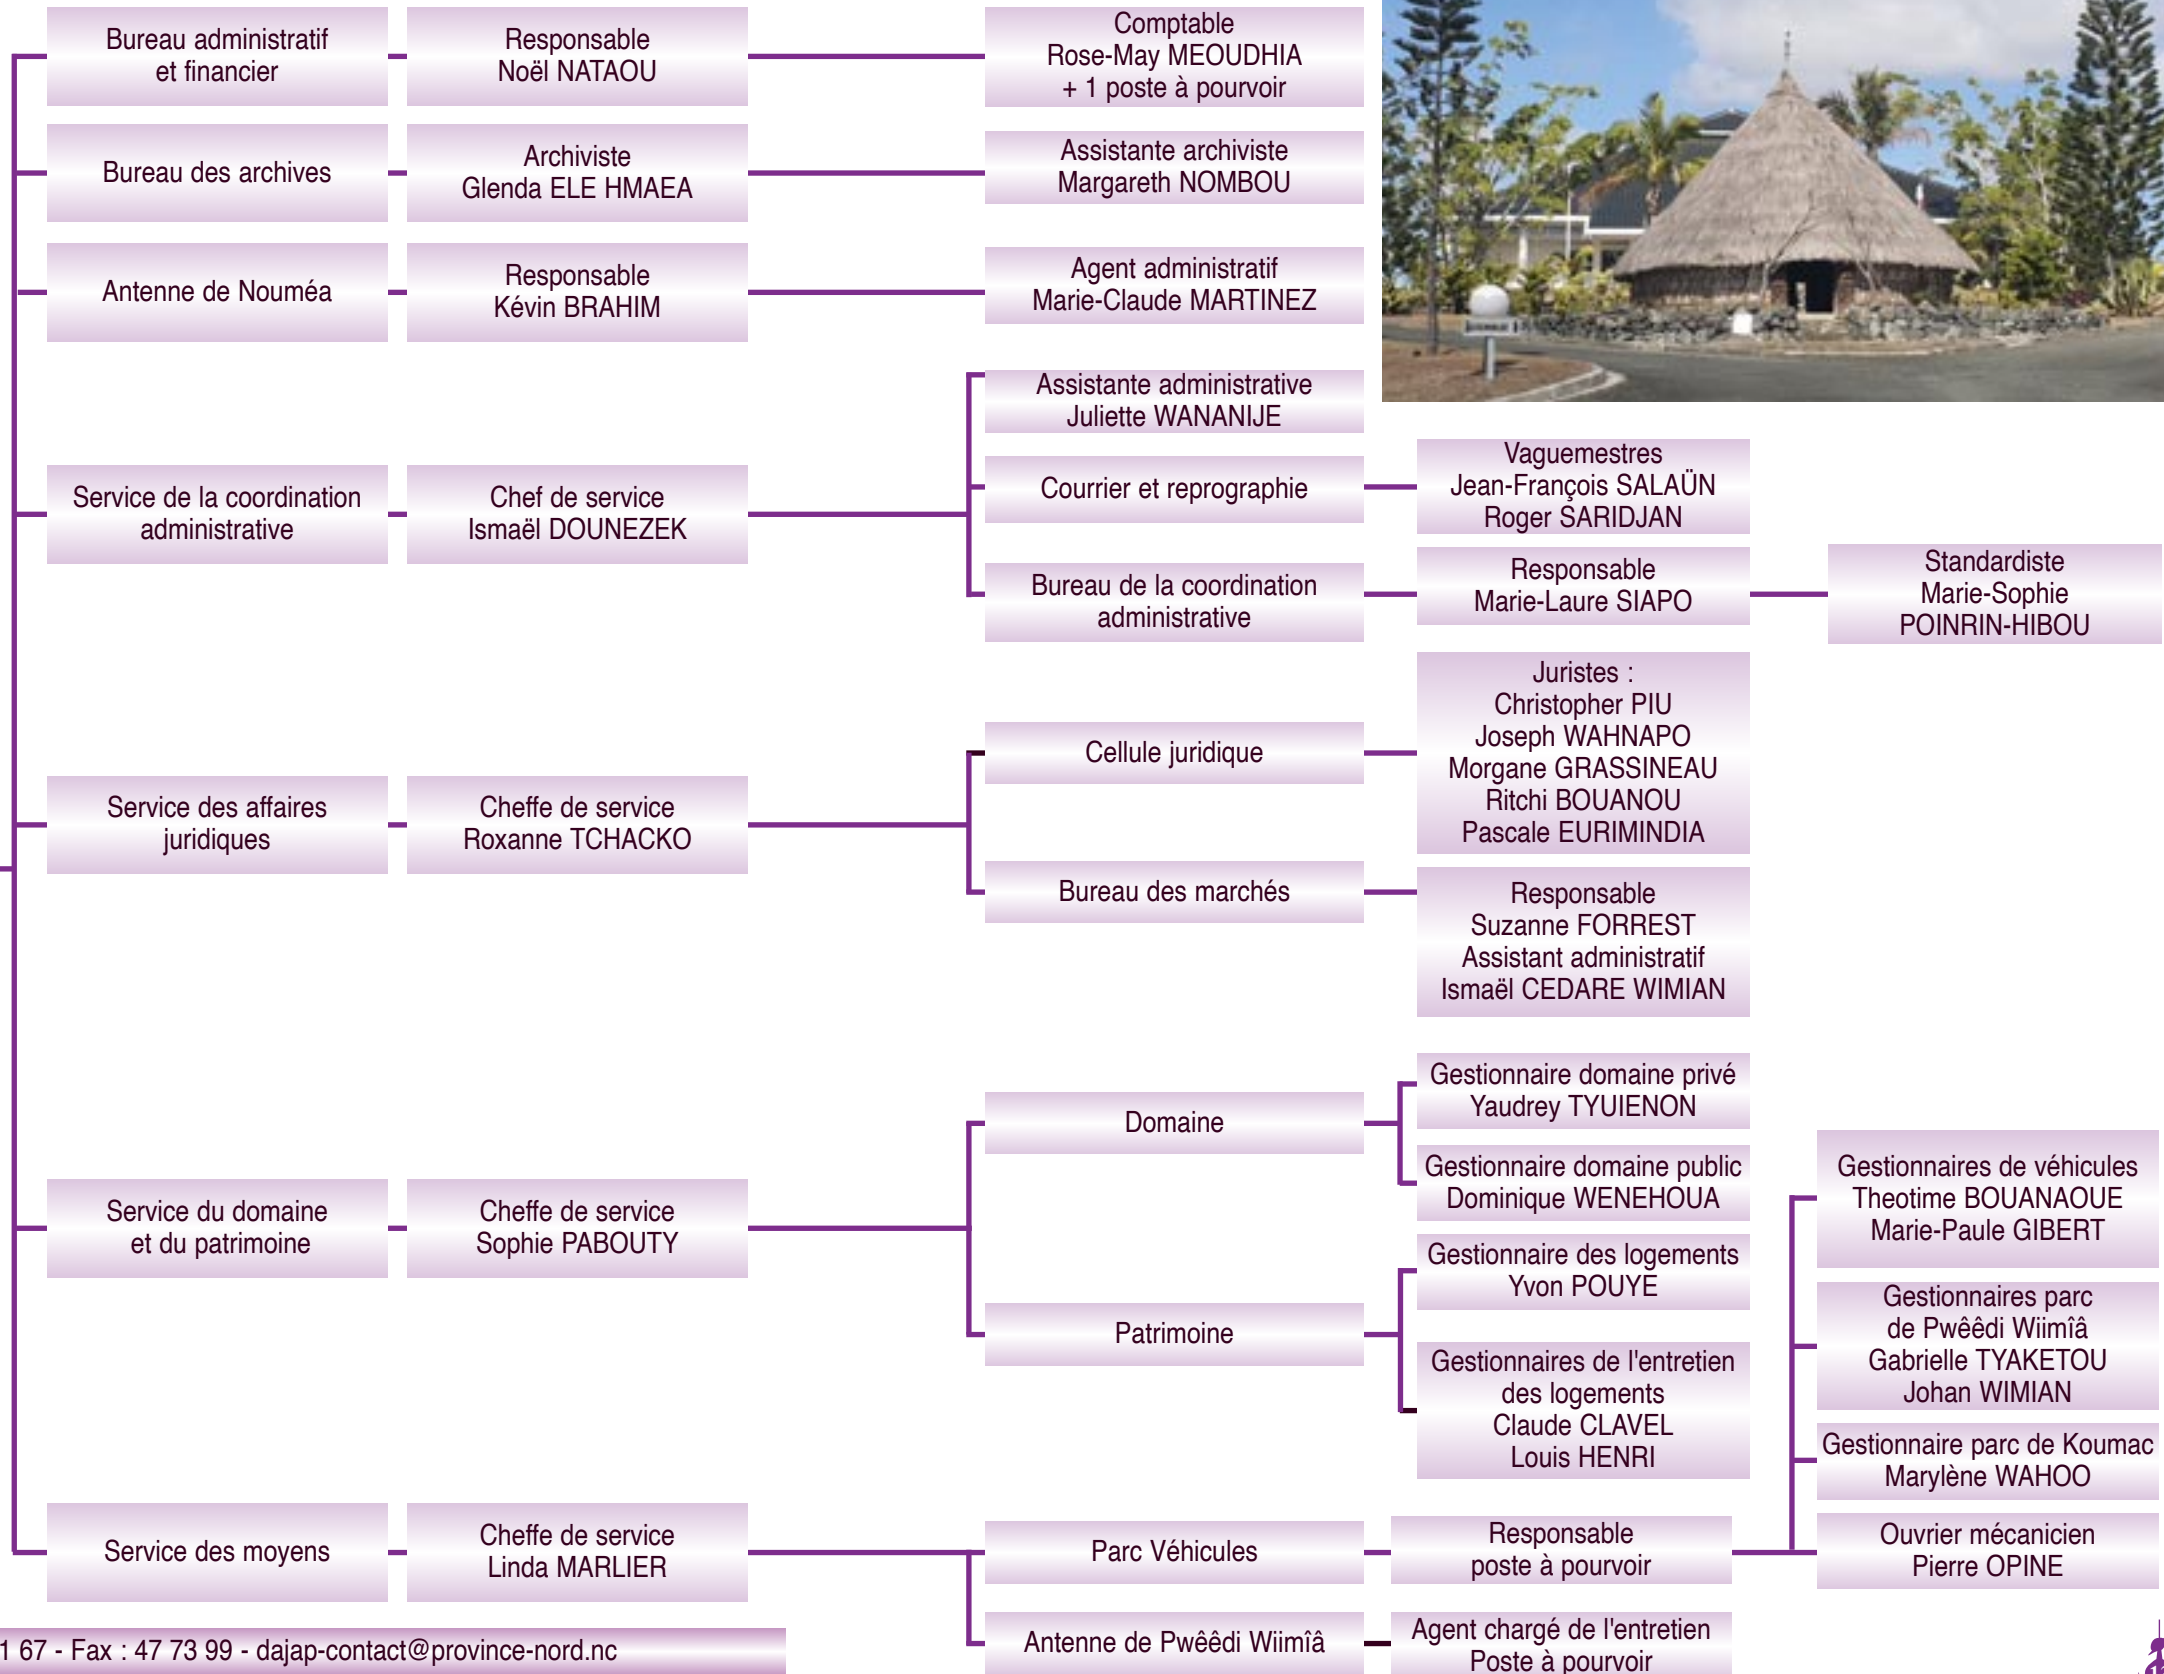 Bureau administratif
et financier
Responsable
Noël NATAOU
Comptable
Rose-May MEOUDHIA
+ 1 poste à pourvoir
Bureau des archives
Archiviste
Glenda ELE HMAEA
Assistante archiviste
Margareth NOMBOU
Antenne de Nouméa
Responsable
Kévin BRAHIM
Agent administratif
Marie-Claude MARTINEZ
Service de la coordination
administrative
Chef de service
Ismaël DOUNEZEK
Assistante administrative
Juliette WANANIJE
Courrier et reprographie
Vaguemestres
Jean-François SALAÜN
Roger SARIDJAN
Bureau de la coordination
administrative
Responsable
Marie-Laure SIAPO
Standardiste
Marie-Sophie
POINRIN-HIBOU
Service des affaires
juridiques
Cheffe de service
Roxanne TCHACKO
Cellule juridique
Juristes :
Christopher PIU
Joseph WAHNAPO
Morgane GRASSINEAU
Ritchi BOUANOU
Pascale EURIMINDIA
Bureau des marchés
Responsable
Suzanne FORREST
Assistant administratif
Ismaël CEDARE WIMIAN
Service du domaine
et du patrimoine
Cheffe de service
Sophie PABOUTY
Domaine
Gestionnaire domaine privé
Yaudrey TYUIENON
Gestionnaire domaine public
Dominique WENEHOUA
Patrimoine
Gestionnaire des logements
Yvon POUYE
Gestionnaires de l'entretien
des logements
Claude CLAVEL
Louis HENRI
Service des moyens
Cheffe de service
Linda MARLIER
Parc Véhicules
Responsable
poste à pourvoir
Gestionnaires de véhicules
Theotime BOUANAOUE
Marie-Paule GIBERT
Gestionnaires parc
de Pwêêdi Wiimîâ
Gabrielle TYAKETOU
Johan WIMIAN
Gestionnaire parc de Koumac
Marylène WAHOO
Ouvrier mécanicien
Pierre OPINE
Antenne de Pwêêdi Wiimîâ
Agent chargé de l'entretien
Poste à pourvoir
1 67 - Fax : 47 73 99 - dajap-contact@province-nord.nc